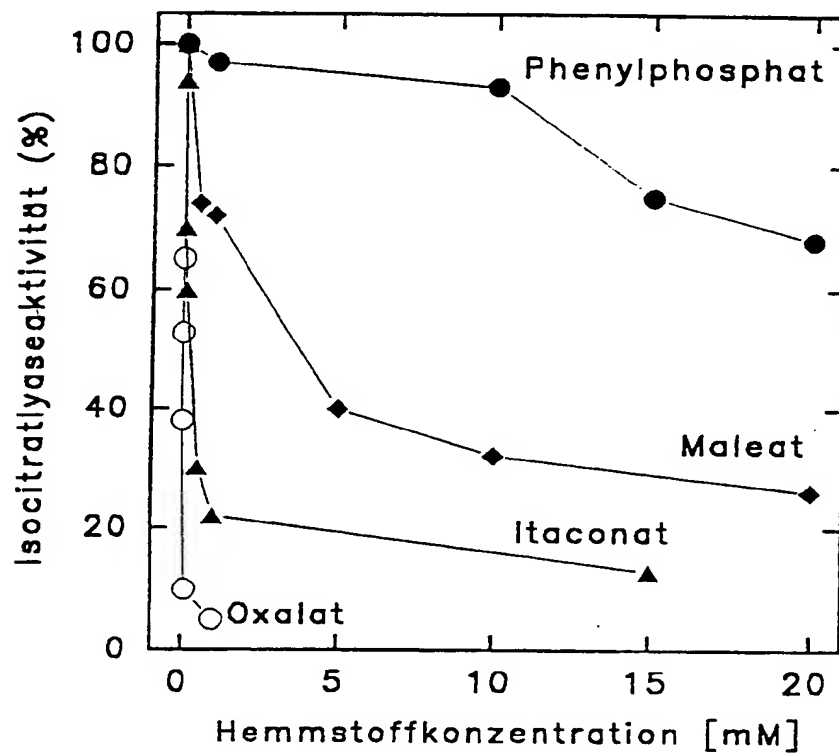 100
80
60
40
20
0
Isocitratlyaseaktivität (%)
Phenylphosphat
Maleat
Itaconat
Oxalat
0 5 10 15 20
Hemmstoffkonzentration [mM]